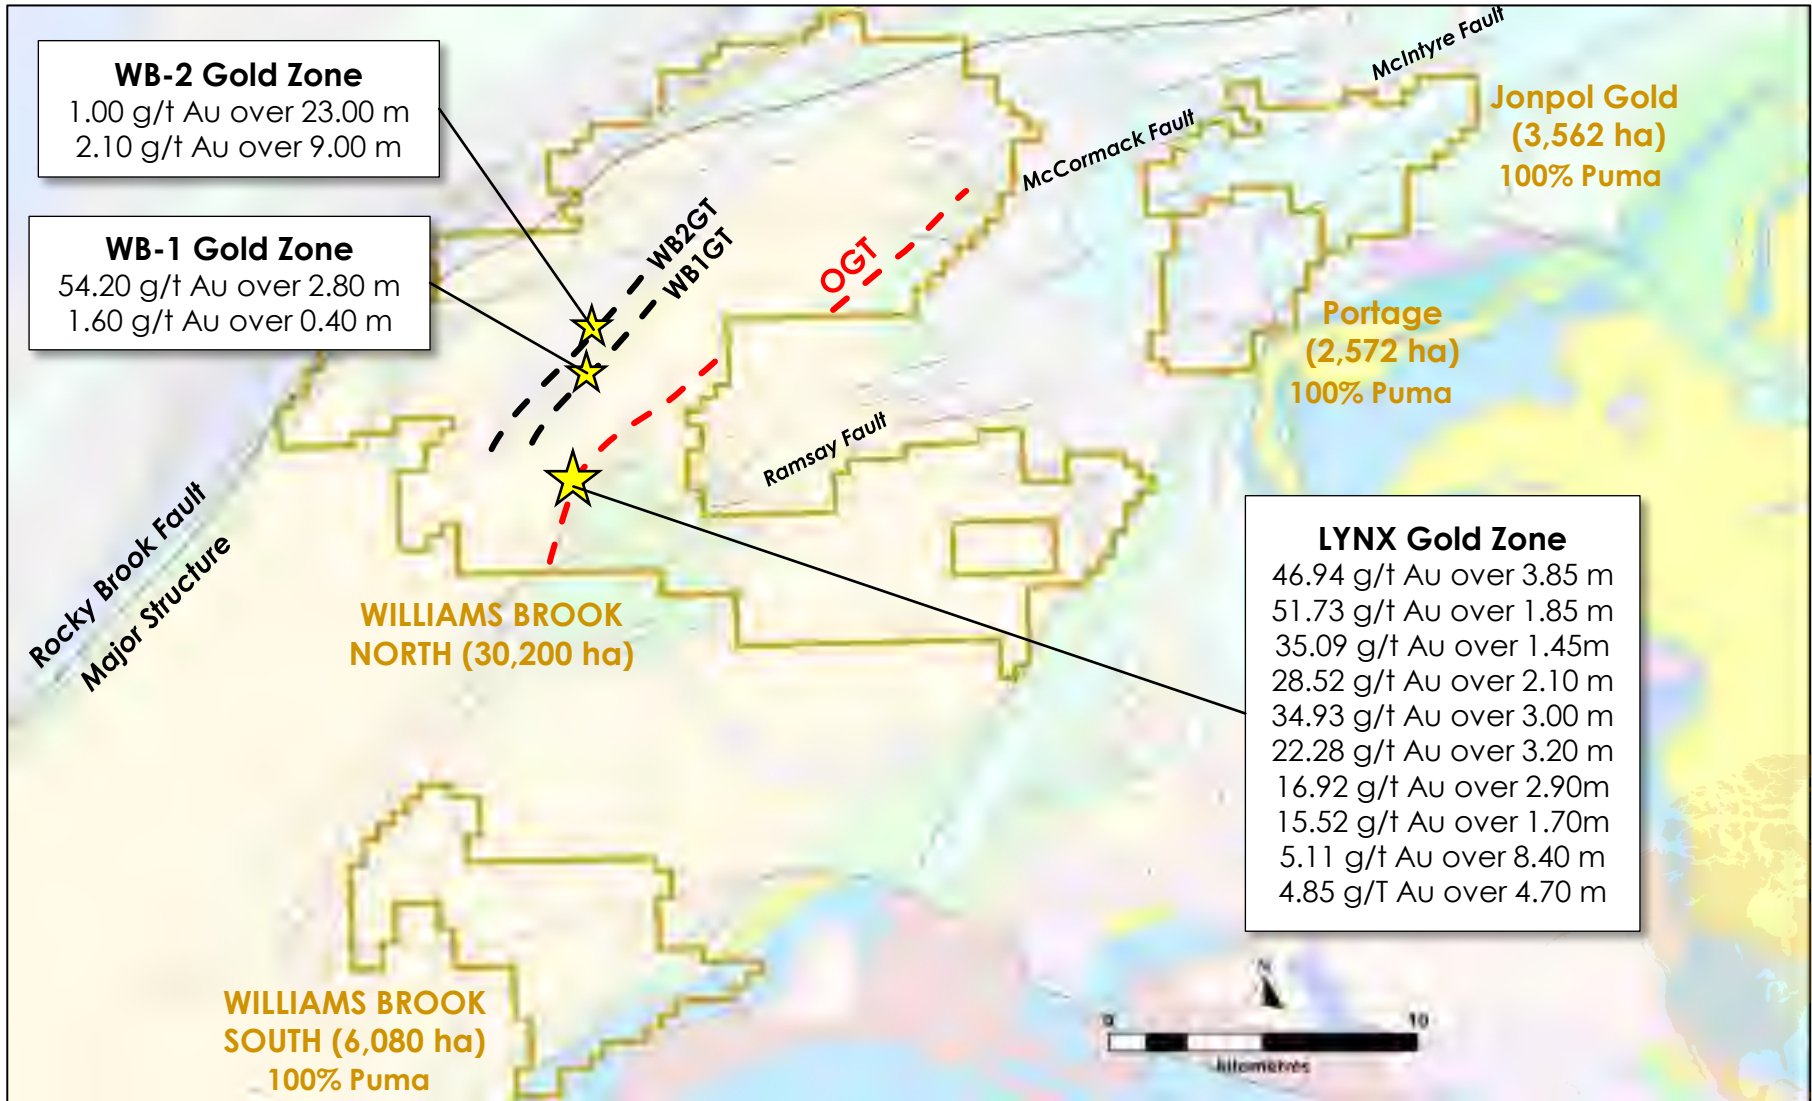 WB-2 Gold Zone
1.00 g/t Au over 23.00 m
2.10 g/t Au over 9.00 m
WB-1 Gold Zone
54.20 g/t Au over 2.80 m
1.60 g/t Au over 0.40 m
McIntyre Fault
McCormack Fault
Jonpol Gold
(3,562 ha)
100% Puma
WB2GT
WB1GT
OGT
Portage
(2,572 ha)
100% Puma
Ramsay Fault
Rocky Brook Fault
Major Structure
WILLIAMS BROOK
NORTH (30,200 ha)
LYNX Gold Zone
46.94 g/t Au over 3.85 m
51.73 g/t Au over 1.85 m
35.09 g/t Au over 1.45m
28.52 g/t Au over 2.10 m
34.93 g/t Au over 3.00 m
22.28 g/t Au over 3.20 m
16.92 g/t Au over 2.90m
15.52 g/t Au over 1.70m
5.11 g/t Au over 8.40 m
4.85 g/T Au over 4.70 m
WILLIAMS BROOK
SOUTH (6,080 ha)
100% Puma
N
0 10
kilometres